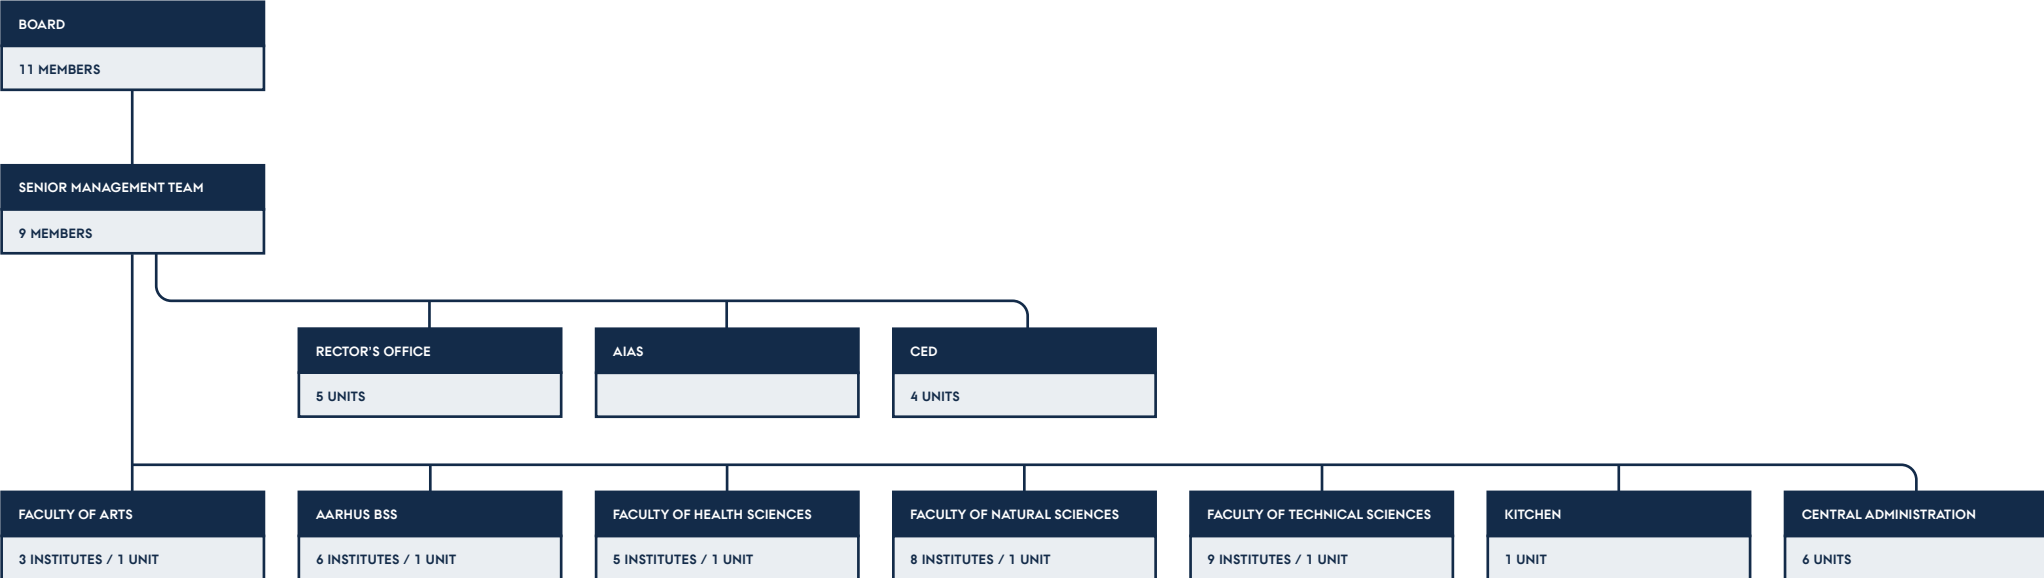 BOARD
11 MEMBERS
SENIOR MANAGEMENT TEAM
9 MEMBERS
RECTOR'S OFFICE
5 UNITS
AIAS
CED
4 UNITS
FACULTY OF ARTS
3 INSTITUTES / 1 UNIT
AARHUS BSS
6 INSTITUTES / 1 UNIT
FACULTY OF HEALTH SCIENCES
5 INSTITUTES / 1 UNIT
FACULTY OF NATURAL SCIENCES
8 INSTITUTES / 1 UNIT
FACULTY OF TECHNICAL SCIENCES
9 INSTITUTES / 1 UNIT
KITCHEN
1 UNIT
CENTRAL ADMINISTRATION
6 UNITS